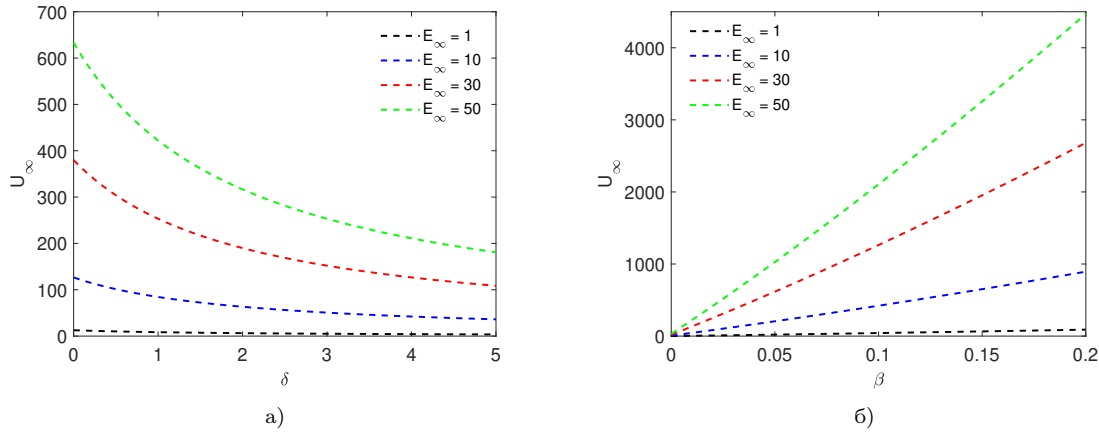 700
600
500
400
300
200
100
0
U∞
0 1 2 3 4 5
δ
E∞ = 1
E∞ = 10
E∞ = 30
E∞ = 50
а)
4000
3000
2000
1000
0
U∞
0 0.05 0.1 0.15 0.2
β
E∞ = 1
E∞ = 10
E∞ = 30
E∞ = 50
б)